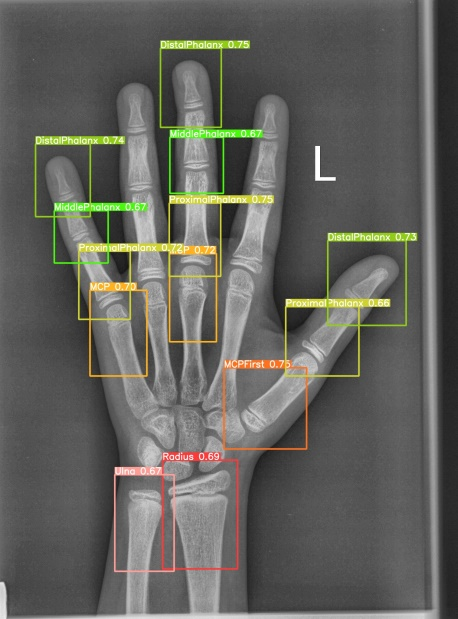 DistalPhalanx 0.75
DistalPhalanx 0.74
MiddlePhalanx 0.67
L
ProximalPhalanx 0.75
MiddlePhalanx 0.67
DistalPhalanx 0.73
ProximalPhalanx 0.72
MCP 0.72
MCP 0.70
ProximalPhalanx 0.66
MCPFirst 0.75
Radius 0.69
Ulna 0.67